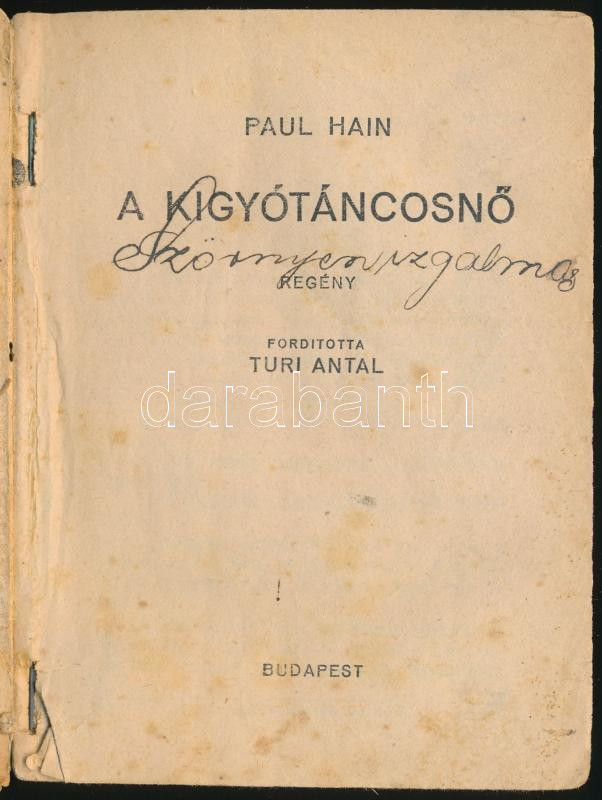 PAUL HAIN
A KIGYÓTÁNCOSNŐ
Szörnyen izgalmas
REGÉNY
FORDITOTTA
TURI ANTAL
darabanth
BUDAPEST